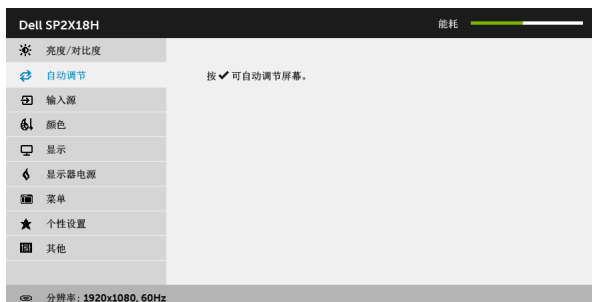 Dell SP2X18H 能耗
亮度/对比度
自动调节 按✔可自动调节屏幕。
输入源
颜色
显示
显示器电源
菜单
个性设置
其他
分辨率: 1920x1080, 60Hz